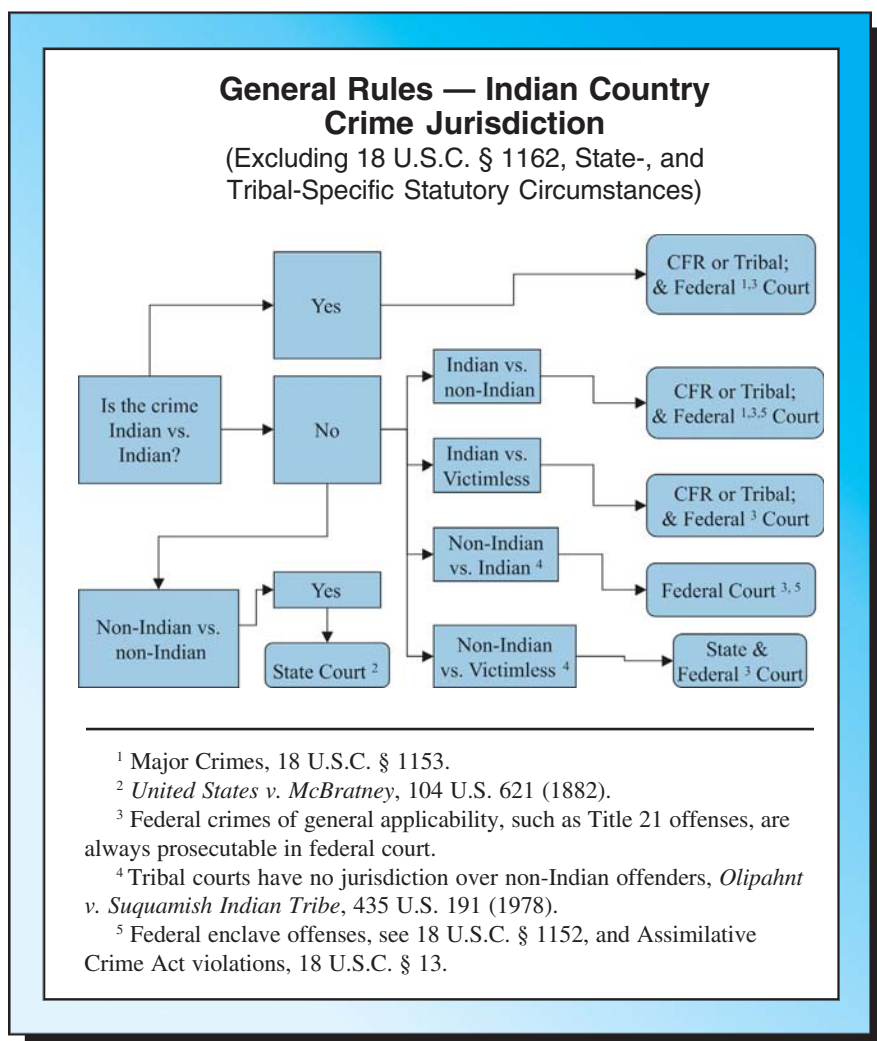 General Rules — Indian Country
Crime Jurisdiction
(Excluding 18 U.S.C. § 1162, State-, and
Tribal-Specific Statutory Circumstances)
Is the crime
Indian vs.
Indian?
Yes
CFR or Tribal;
& Federal 1,3 Court
No
Indian vs.
non-Indian
CFR or Tribal;
& Federal 1,3,5 Court
Indian vs.
Victimless
CFR or Tribal;
& Federal 3 Court
Non-Indian
vs. Indian 4
Federal Court 3, 5
Non-Indian
vs. Victimless 4
State &
Federal 3 Court
Non-Indian vs.
non-Indian
Yes
State Court 2
1 Major Crimes, 18 U.S.C. § 1153.
2 United States v. McBratney, 104 U.S. 621 (1882).
3 Federal crimes of general applicability, such as Title 21 offenses, are
always prosecutable in federal court.
4 Tribal courts have no jurisdiction over non-Indian offenders, Olipahnt
v. Suquamish Indian Tribe, 435 U.S. 191 (1978).
5 Federal enclave offenses, see 18 U.S.C. § 1152, and Assimilative
Crime Act violations, 18 U.S.C. § 13.